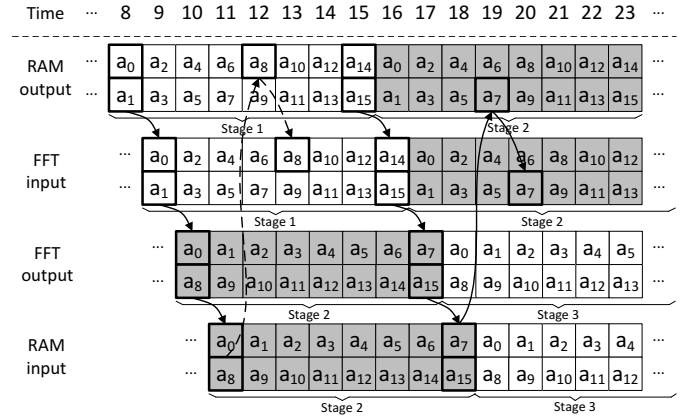 Time ... 8 9 10 11 12 13 14 15 16 17 18 19 20 21 22 23 ...
RAM output
... a0 a2 a4 a6 a8 a10 a12 a14 a0 a2 a4 a6 a8 a10 a12 a14 ...
... a1 a3 a5 a7 a9 a11 a13 a15 a1 a3 a5 a7 a9 a11 a13 a15 ...
Stage 1 Stage 2
FFT input
... a0 a2 a4 a6 a8 a10 a12 a14 a0 a2 a4 a6 a8 a10 a12 ...
... a1 a3 a5 a7 a9 a11 a13 a15 a1 a3 a5 a7 a9 a11 a13 ...
Stage 1 Stage 2
FFT output
... a0 a1 a2 a3 a4 a5 a6 a7 a0 a1 a2 a3 a4 a5 ...
... a8 a9 a10 a11 a12 a13 a14 a15 a8 a9 a10 a11 a12 a13 ...
Stage 2 Stage 3
RAM input
... a0 a1 a2 a3 a4 a5 a6 a7 a0 a1 a2 a3 a4 ...
... a8 a9 a10 a11 a12 a13 a14 a15 a8 a9 a10 a11 a12 ...
Stage 2 Stage 3